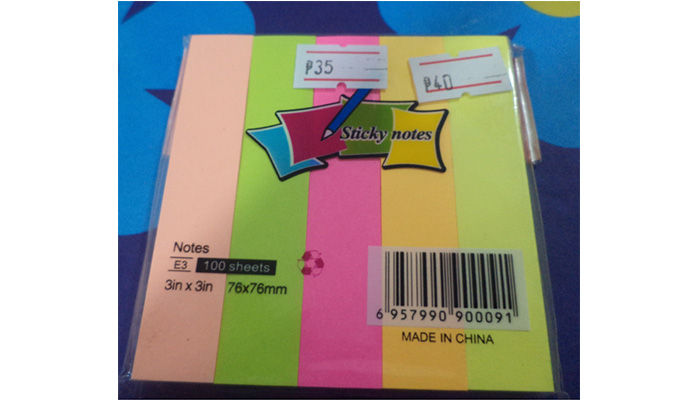 ₱35
₱40
Sticky notes
Notes
E3 100 sheets
3in x 3in 76x76mm
6 957990 900091
MADE IN CHINA